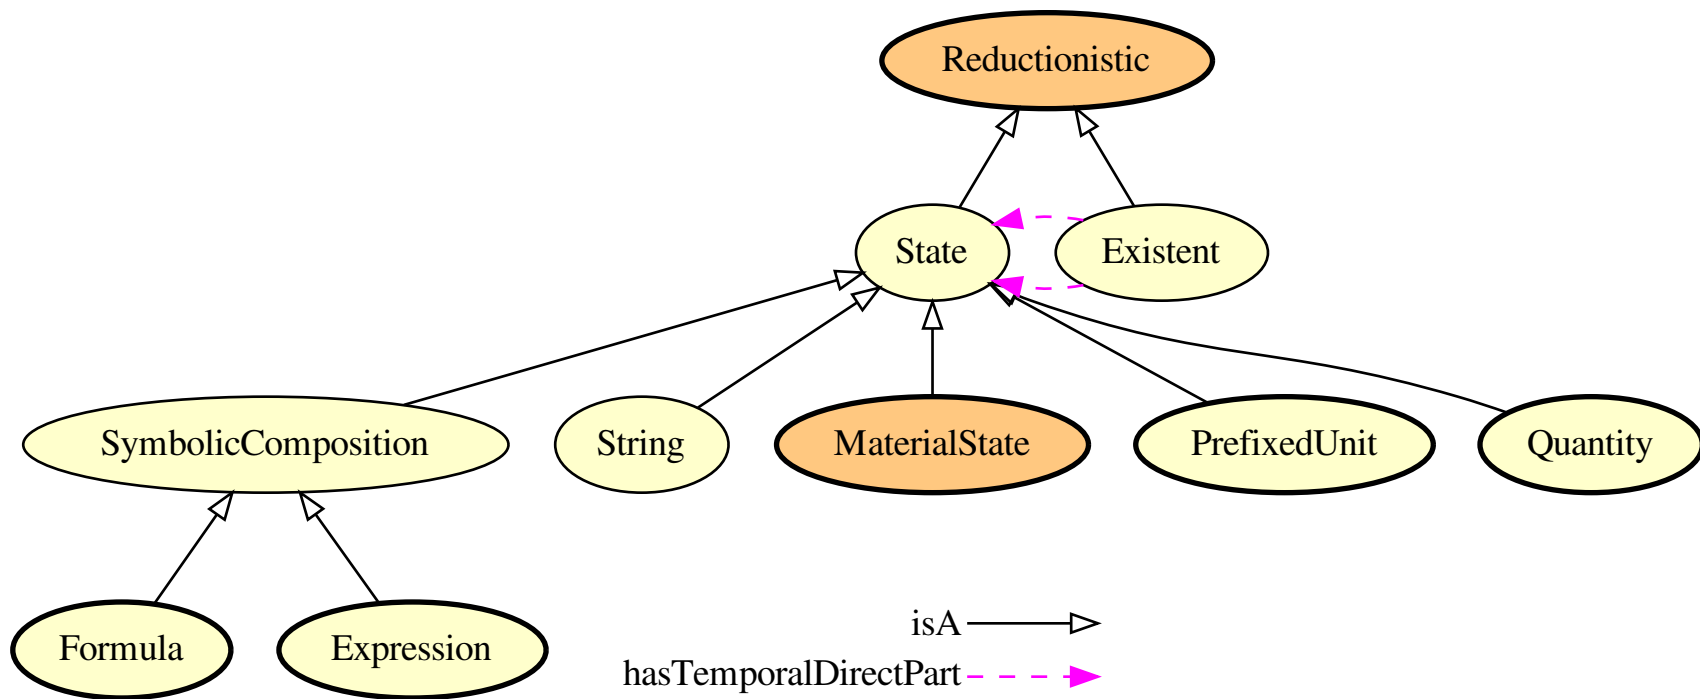 Reductionistic
State
Existent
SymbolicComposition
String
MaterialState
PrefixedUnit
Quantity
Formula
Expression
isA
hasTemporalDirectPart